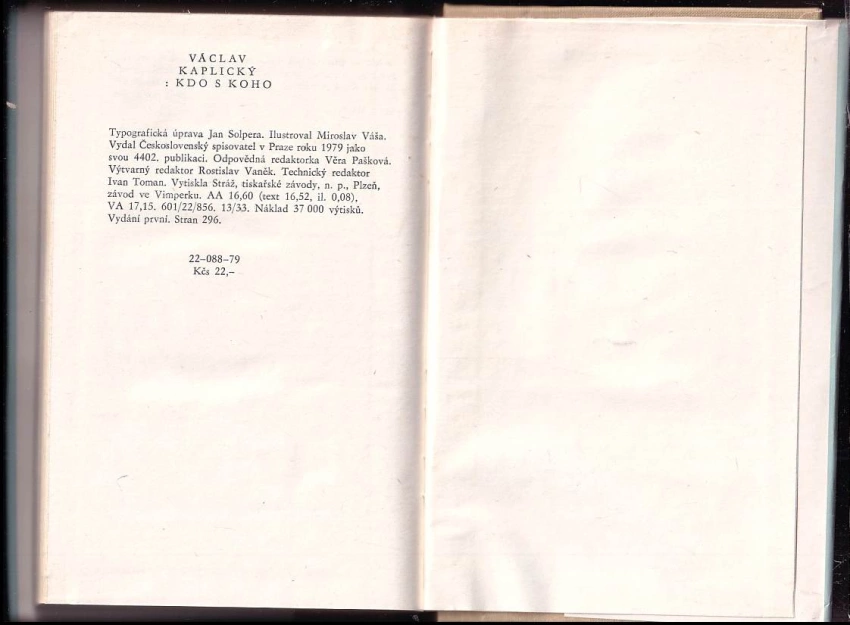 VÁCLAV
KAPLICKÝ
: KDO S KOHO
Typografická úprava Jan Solpera. Ilustroval Miroslav Váša.
Vydal Československý spisovatel v Praze roku 1979 jako
svou 4402. publikaci. Odpovědná redaktorka Věra Pašková.
Výtvarný redaktor Rostislav Vaněk. Technický redaktor
Ivan Toman. Vytiskla Stráž, tiskařské závody, n. p., Plzeň,
závod ve Vimperku. AA 16,60 (text 16,52, il. 0,08).
VA 17,15. 601/22/856. 13/33. Náklad 37 000 výtisků.
Vydání první. Stran 296.
22–088–79
Kčs 22,–